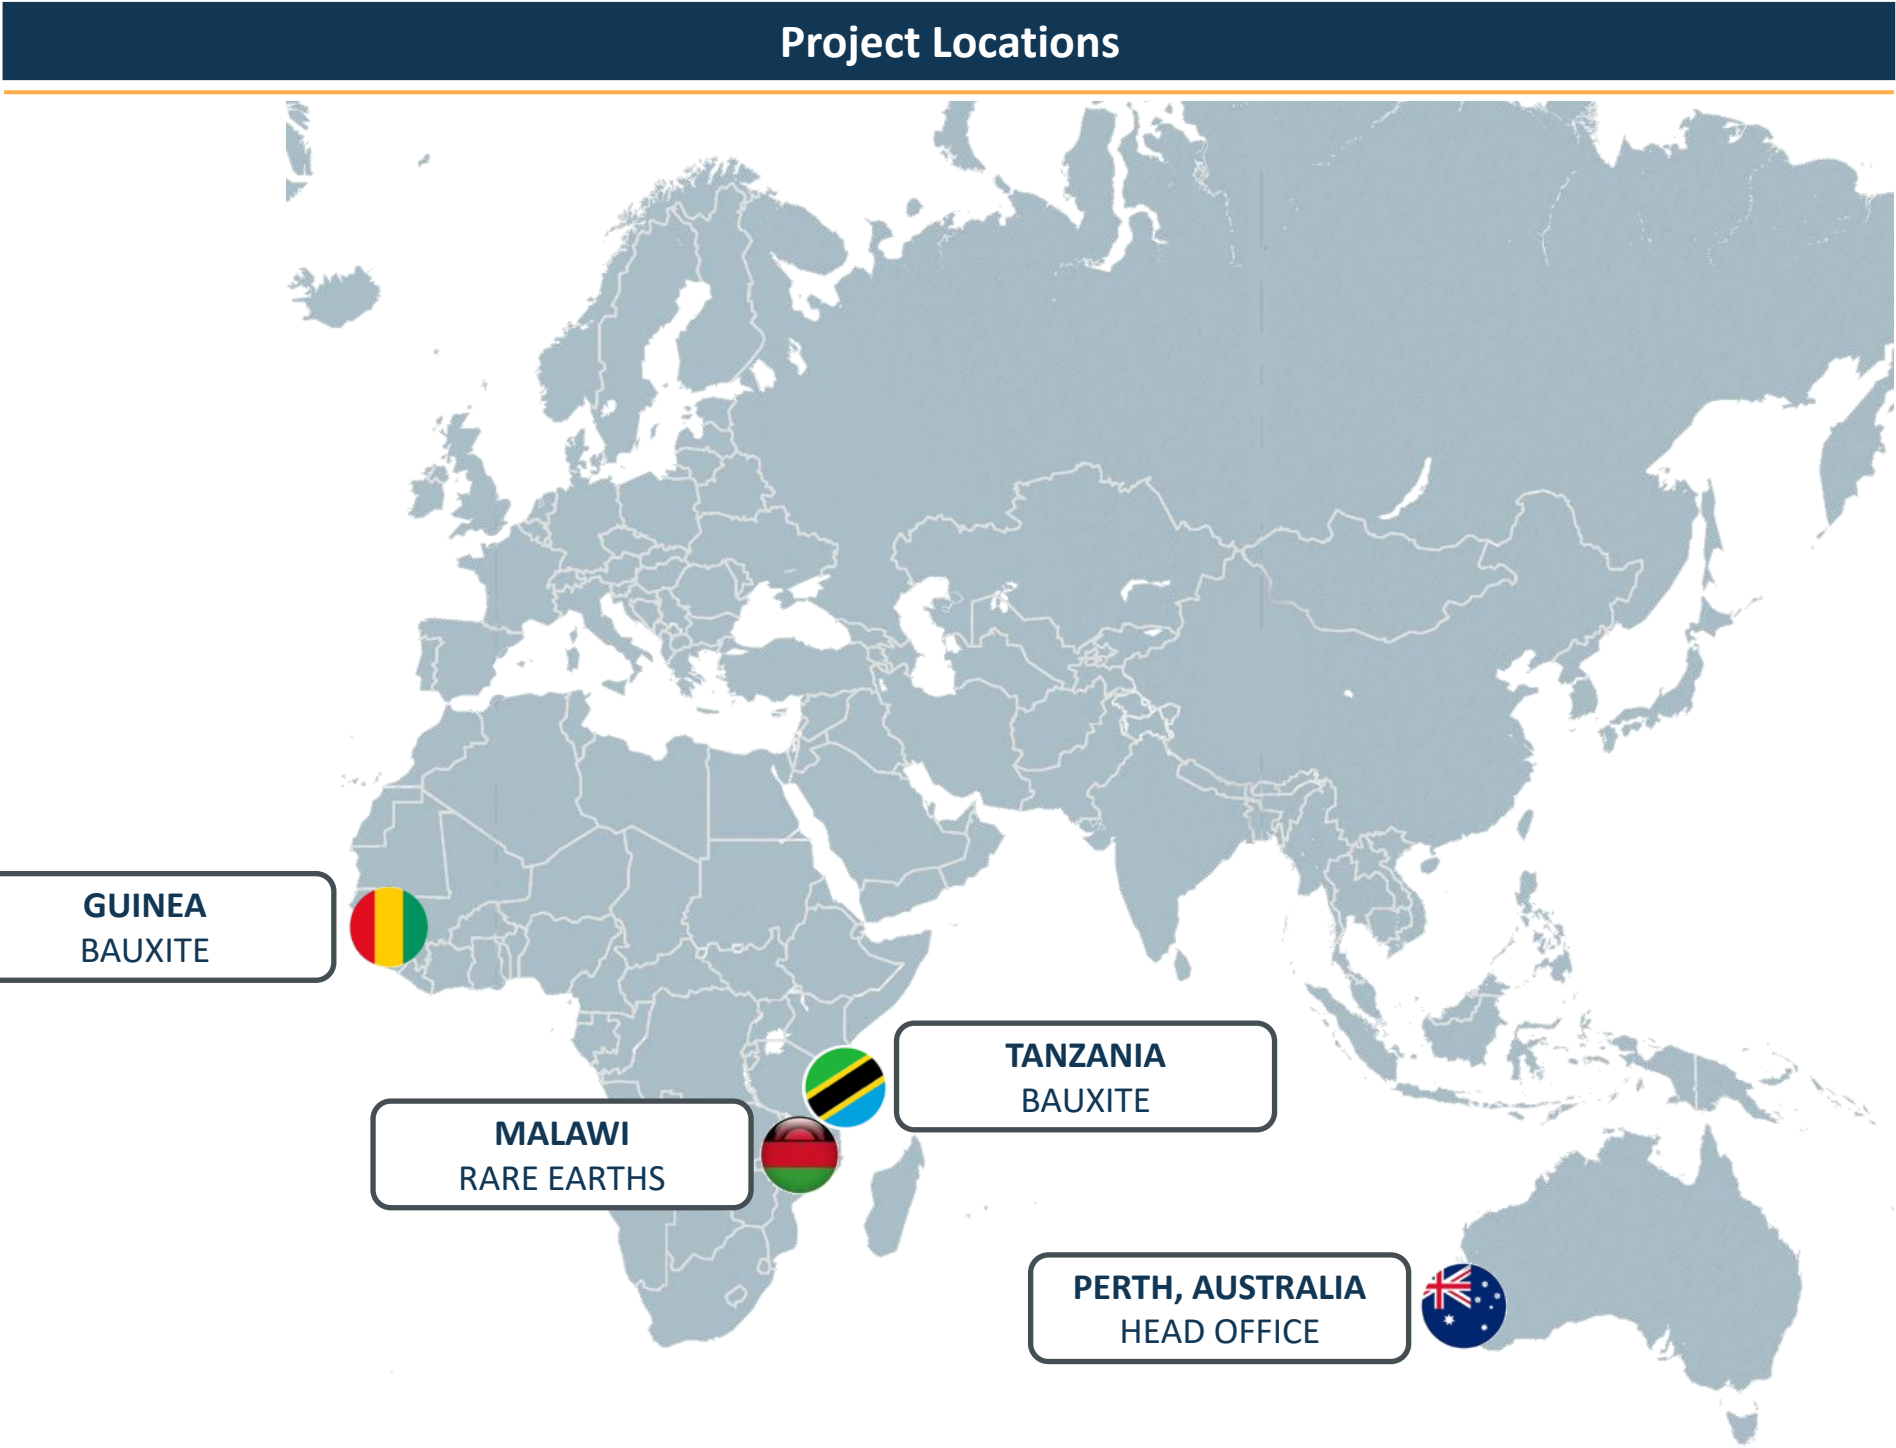 Project Locations
GUINEA
BAUXITE
TANZANIA
BAUXITE
MALAWI
RARE EARTHS
PERTH, AUSTRALIA
HEAD OFFICE